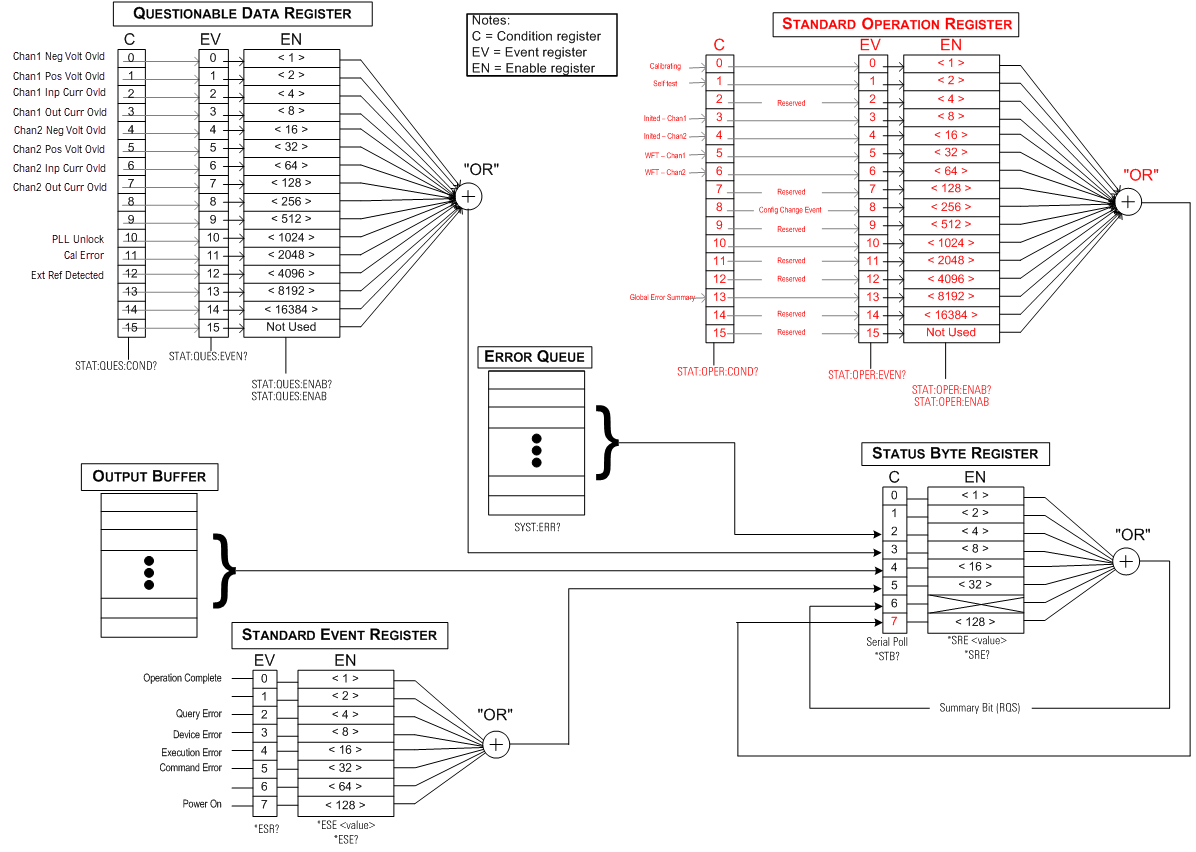 QUESTIONABLE DATA REGISTER
C EV EN
Chan1 Neg Volt Ovld 0 0 < 1 >
Chan1 Pos Volt Ovld 1 1 < 2 >
Chan1 Inp Curr Ovld 2 2 < 4 >
Chan1 Out Curr Ovld 3 3 < 8 >
Chan2 Neg Volt Ovld 4 4 < 16 >
Chan2 Pos Volt Ovld 5 5 < 32 >
Chan2 Inp Curr Ovld 6 6 < 64 >
Chan2 Out Curr Ovld 7 7 < 128 >
8 8 < 256 >
9 9 < 512 >
PLL Unlock 10 10 < 1024 >
Cal Error 11 11 < 2048 >
Ext Ref Detected 12 12 < 4096 >
13 13 < 8192 >
14 14 < 16384 >
15 15 Not Used
"OR"
STAT:QUES:COND?
STAT:QUES:EVEN?
STAT:QUES:ENAB?
STAT:QUES:ENAB
Notes:
C = Condition register
EV = Event register
EN = Enable register
STANDARD OPERATION REGISTER
C EV EN
Calibrating 0 0 < 1 >
Self test 1 1 < 2 >
2 Reserved 2 < 4 >
Inited – Chan1 3 3 < 8 >
Inited – Chan2 4 4 < 16 >
WFT – Chan1 5 5 < 32 >
WFT – Chan2 6 6 < 64 >
7 Reserved 7 < 128 >
8 Config Change Event 8 < 256 >
9 Reserved 9 < 512 >
10 10 < 1024 >
11 Reserved 11 < 2048 >
12 Reserved 12 < 4096 >
Global Error Summary 13 13 < 8192 >
14 Reserved 14 < 16384 >
15 Reserved 15 Not Used
"OR"
STAT:OPER:COND?
STAT:OPER:EVEN?
STAT:OPER:ENAB?
STAT:OPER:ENAB
ERROR QUEUE
SYST:ERR?
OUTPUT BUFFER
STATUS BYTE REGISTER
C EN
0 < 1 >
1 < 2 >
2 < 4 >
3 < 8 >
4 < 16 >
5 < 32 >
6
7 < 128 >
"OR"
Serial Poll
*STB?
*SRE <value>
*SRE?
Summary Bit (RQS)
STANDARD EVENT REGISTER
EV EN
Operation Complete 0 < 1 >
1 < 2 >
Query Error 2 < 4 >
Device Error 3 < 8 >
Execution Error 4 < 16 >
Command Error 5 < 32 >
6 < 64 >
Power On 7 < 128 >
"OR"
*ESR?
*ESE <value>
*ESE?